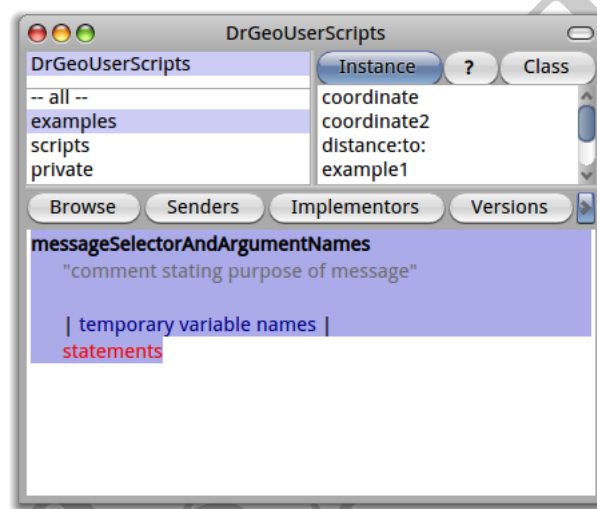 DrGeoUserScripts
DrGeoUserScripts
Instance ? Class
-- all --
examples
scripts
private
coordinate
coordinate2
distance:to:
example1
Browse Senders Implementors Versions
messageSelectorAndArgumentNames
"comment stating purpose of message"
| temporary variable names |
statements